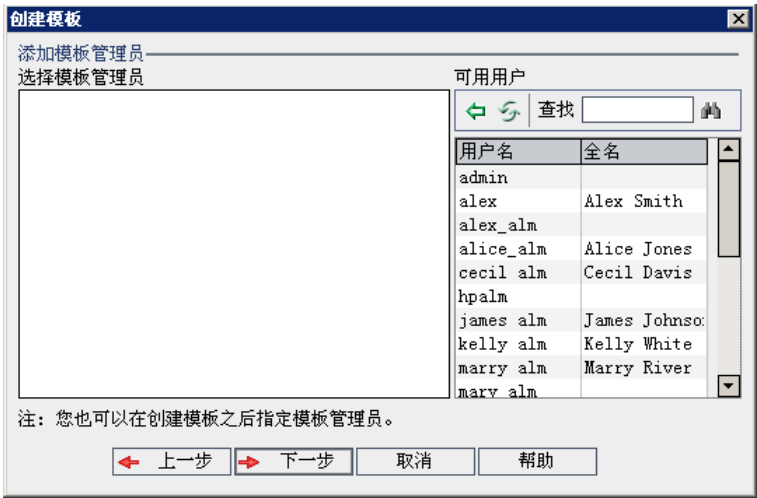 创建模板
添加模板管理员
选择模板管理员
可用用户
查找
用户名 全名
admin
alex Alex Smith
alex_alm
alice_alm Alice Jones
cecil alm Cecil Davis
hpalm
james alm James Johnso
kelly alm Kelly White
marry alm Marry River
mary alm
注：您也可以在创建模板之后指定模板管理员。
上一步 下一步 取消 帮助